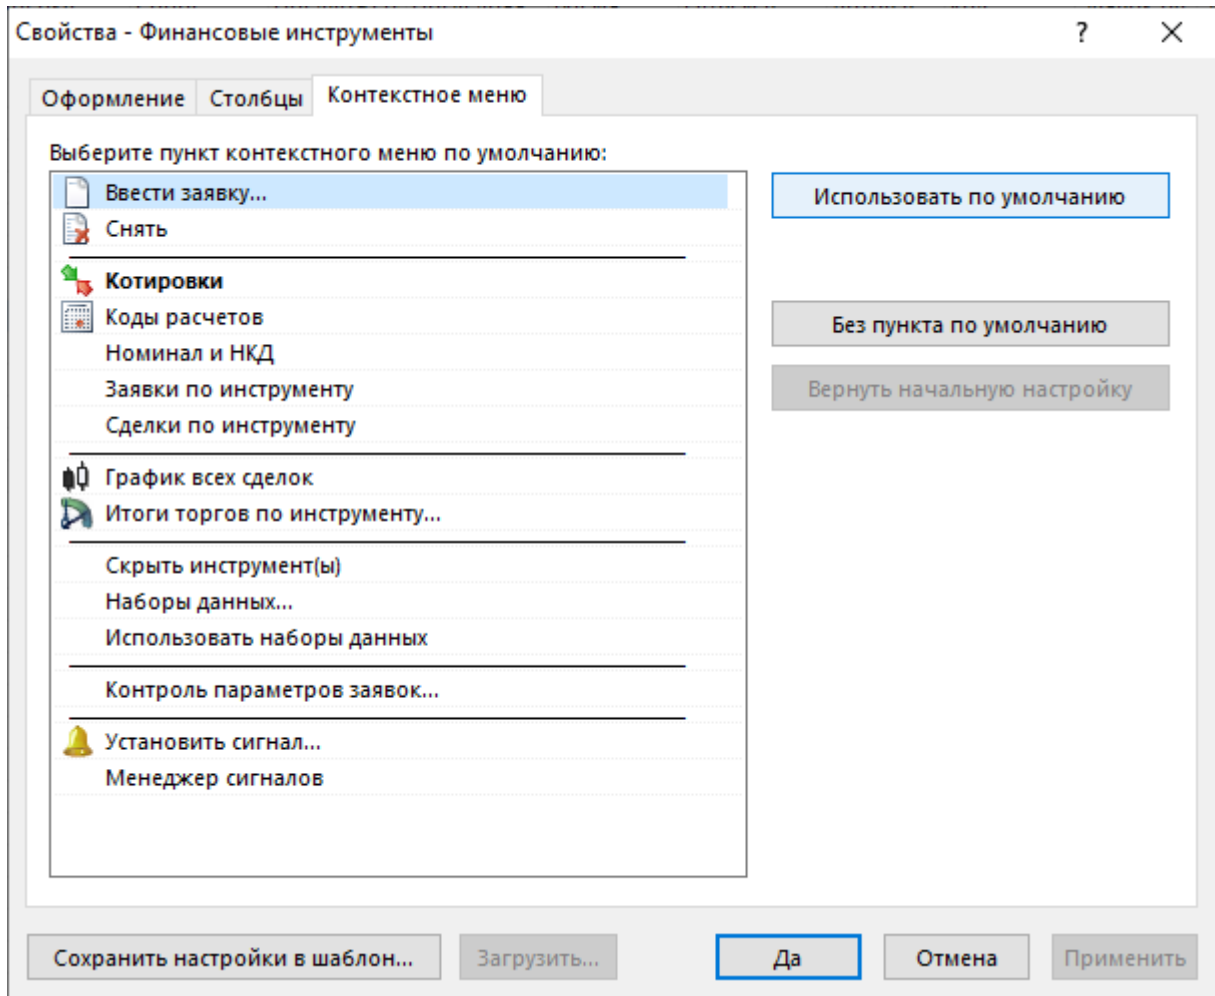 Свойства - Финансовые инструменты
?
Оформление Столбцы Контекстное меню
Выберите пункт контекстного меню по умолчанию:
Ввести заявку...
Использовать по умолчанию
Снять
Котировки
Коды расчетов
Без пункта по умолчанию
Номинал и НКД
Заявки по инструменту
Вернуть начальную настройку
Сделки по инструменту
График всех сделок
Итоги торгов по инструменту...
Скрыть инструмент(ы)
Наборы данных...
Использовать наборы данных
Контроль параметров заявок...
Установить сигнал...
Менеджер сигналов
Сохранить настройки в шаблон... Загрузить... Да Отмена Применить